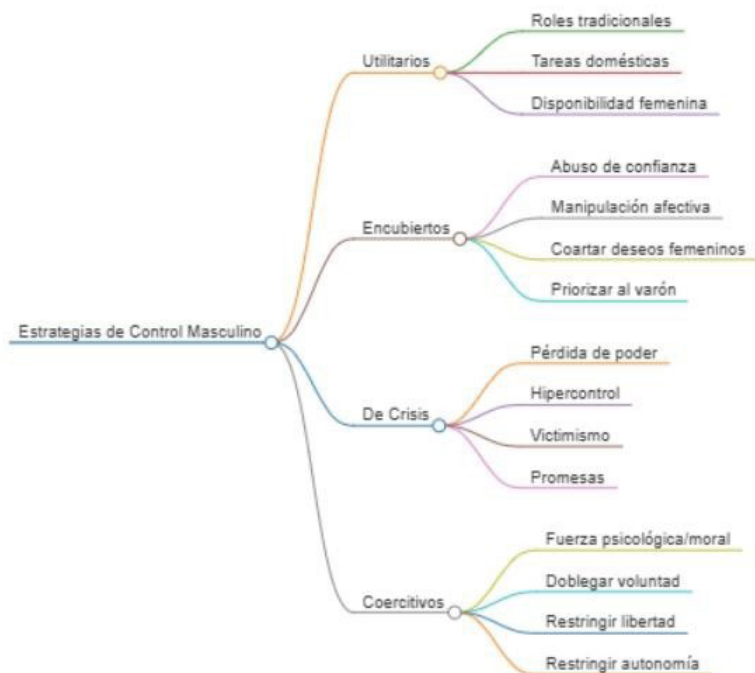 Estrategias de Control Masculino
Utilitarios
Roles tradicionales
Tareas domésticas
Disponibilidad femenina
Encubiertos
Abuso de confianza
Manipulación afectiva
Coartar deseos femeninos
Priorizar al varón
De Crisis
Pérdida de poder
Hipercontrol
Victimismo
Promesas
Coercitivos
Fuerza psicológica/moral
Doblegar voluntad
Restringir libertad
Restringir autonomía